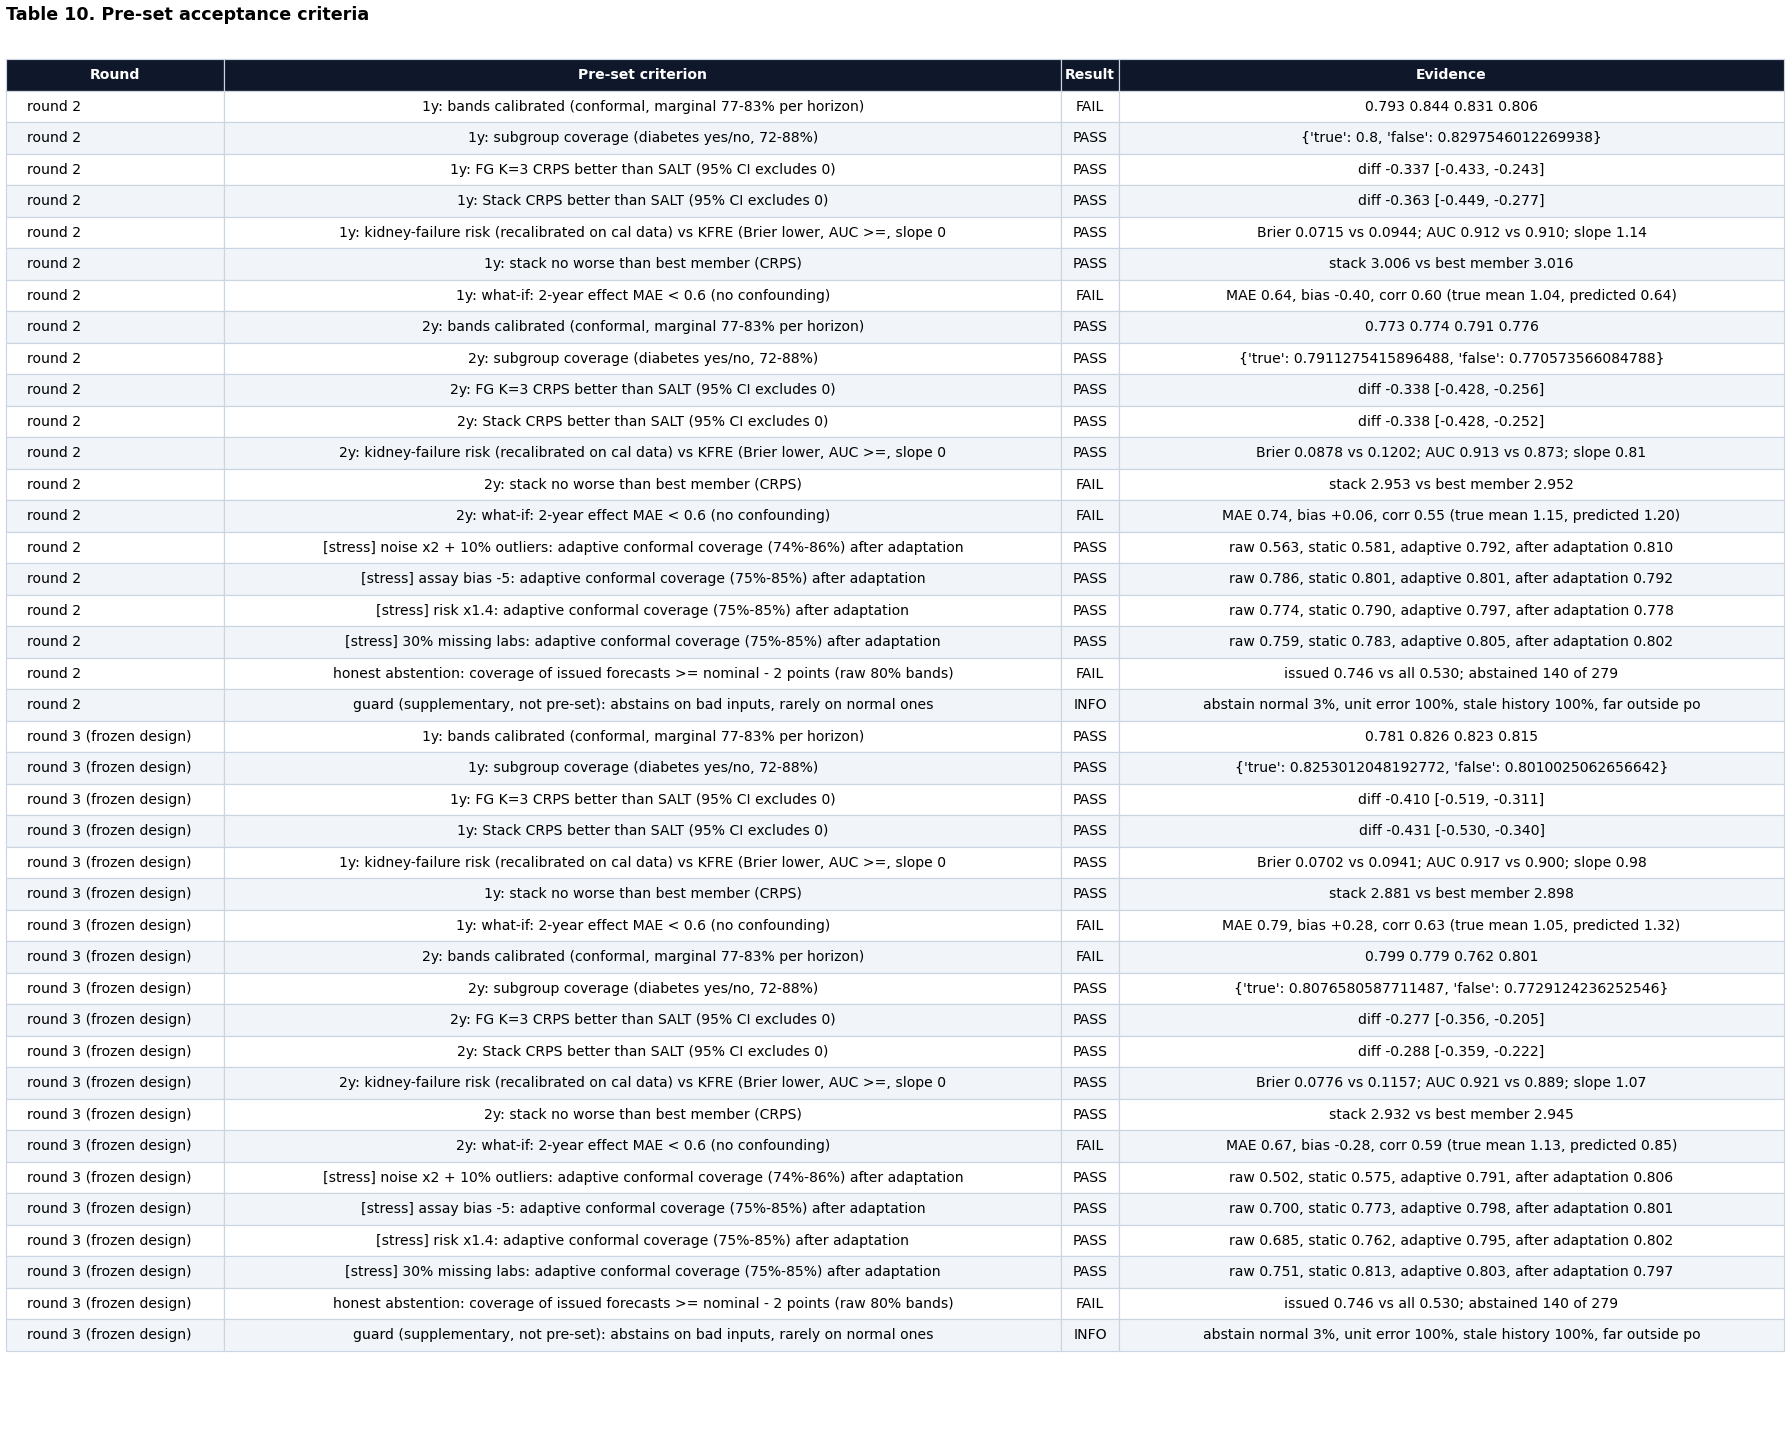 Table 10. Pre-set acceptance criteria
Round Pre-set criterion Result Evidence
round 2 1y: bands calibrated (conformal, marginal 77-83% per horizon) FAIL 0.793 0.844 0.831 0.806
round 2 1y: subgroup coverage (diabetes yes/no, 72-88%) PASS {'true': 0.8, 'false': 0.8297546012269938}
round 2 1y: FG K=3 CRPS better than SALT (95% CI excludes 0) PASS diff -0.337 [-0.433, -0.243]
round 2 1y: Stack CRPS better than SALT (95% CI excludes 0) PASS diff -0.363 [-0.449, -0.277]
round 2 1y: kidney-failure risk (recalibrated on cal data) vs KFRE (Brier lower, AUC >=, slope 0 PASS Brier 0.0715 vs 0.0944; AUC 0.912 vs 0.910; slope 1.14
round 2 1y: stack no worse than best member (CRPS) PASS stack 3.006 vs best member 3.016
round 2 1y: what-if: 2-year effect MAE < 0.6 (no confounding) FAIL MAE 0.64, bias -0.40, corr 0.60 (true mean 1.04, predicted 0.64)
round 2 2y: bands calibrated (conformal, marginal 77-83% per horizon) PASS 0.773 0.774 0.791 0.776
round 2 2y: subgroup coverage (diabetes yes/no, 72-88%) PASS {'true': 0.7911275415896488, 'false': 0.770573566084788}
round 2 2y: FG K=3 CRPS better than SALT (95% CI excludes 0) PASS diff -0.338 [-0.428, -0.256]
round 2 2y: Stack CRPS better than SALT (95% CI excludes 0) PASS diff -0.338 [-0.428, -0.252]
round 2 2y: kidney-failure risk (recalibrated on cal data) vs KFRE (Brier lower, AUC >=, slope 0 PASS Brier 0.0878 vs 0.1202; AUC 0.913 vs 0.873; slope 0.81
round 2 2y: stack no worse than best member (CRPS) FAIL stack 2.953 vs best member 2.952
round 2 2y: what-if: 2-year effect MAE < 0.6 (no confounding) FAIL MAE 0.74, bias +0.06, corr 0.55 (true mean 1.15, predicted 1.20)
round 2 [stress] noise x2 + 10% outliers: adaptive conformal coverage (74%-86%) after adaptation PASS raw 0.563, static 0.581, adaptive 0.792, after adaptation 0.810
round 2 [stress] assay bias -5: adaptive conformal coverage (75%-85%) after adaptation PASS raw 0.786, static 0.801, adaptive 0.801, after adaptation 0.792
round 2 [stress] risk x1.4: adaptive conformal coverage (75%-85%) after adaptation PASS raw 0.774, static 0.790, adaptive 0.797, after adaptation 0.778
round 2 [stress] 30% missing labs: adaptive conformal coverage (75%-85%) after adaptation PASS raw 0.759, static 0.783, adaptive 0.805, after adaptation 0.802
round 2 honest abstention: coverage of issued forecasts >= nominal - 2 points (raw 80% bands) FAIL issued 0.746 vs all 0.530; abstained 140 of 279
round 2 guard (supplementary, not pre-set): abstains on bad inputs, rarely on normal ones INFO abstain normal 3%, unit error 100%, stale history 100%, far outside po
round 3 (frozen design) 1y: bands calibrated (conformal, marginal 77-83% per horizon) PASS 0.781 0.826 0.823 0.815
round 3 (frozen design) 1y: subgroup coverage (diabetes yes/no, 72-88%) PASS {'true': 0.8253012048192772, 'false': 0.8010025062656642}
round 3 (frozen design) 1y: FG K=3 CRPS better than SALT (95% CI excludes 0) PASS diff -0.410 [-0.519, -0.311]
round 3 (frozen design) 1y: Stack CRPS better than SALT (95% CI excludes 0) PASS diff -0.431 [-0.530, -0.340]
round 3 (frozen design) 1y: kidney-failure risk (recalibrated on cal data) vs KFRE (Brier lower, AUC >=, slope 0 PASS Brier 0.0702 vs 0.0941; AUC 0.917 vs 0.900; slope 0.98
round 3 (frozen design) 1y: stack no worse than best member (CRPS) PASS stack 2.881 vs best member 2.898
round 3 (frozen design) 1y: what-if: 2-year effect MAE < 0.6 (no confounding) FAIL MAE 0.79, bias +0.28, corr 0.63 (true mean 1.05, predicted 1.32)
round 3 (frozen design) 2y: bands calibrated (conformal, marginal 77-83% per horizon) FAIL 0.799 0.779 0.762 0.801
round 3 (frozen design) 2y: subgroup coverage (diabetes yes/no, 72-88%) PASS {'true': 0.8076580587711487, 'false': 0.7729124236252546}
round 3 (frozen design) 2y: FG K=3 CRPS better than SALT (95% CI excludes 0) PASS diff -0.277 [-0.356, -0.205]
round 3 (frozen design) 2y: Stack CRPS better than SALT (95% CI excludes 0) PASS diff -0.288 [-0.359, -0.222]
round 3 (frozen design) 2y: kidney-failure risk (recalibrated on cal data) vs KFRE (Brier lower, AUC >=, slope 0 PASS Brier 0.0776 vs 0.1157; AUC 0.921 vs 0.889; slope 1.07
round 3 (frozen design) 2y: stack no worse than best member (CRPS) PASS stack 2.932 vs best member 2.945
round 3 (frozen design) 2y: what-if: 2-year effect MAE < 0.6 (no confounding) FAIL MAE 0.67, bias -0.28, corr 0.59 (true mean 1.13, predicted 0.85)
round 3 (frozen design) [stress] noise x2 + 10% outliers: adaptive conformal coverage (74%-86%) after adaptation PASS raw 0.502, static 0.575, adaptive 0.791, after adaptation 0.806
round 3 (frozen design) [stress] assay bias -5: adaptive conformal coverage (75%-85%) after adaptation PASS raw 0.700, static 0.773, adaptive 0.798, after adaptation 0.801
round 3 (frozen design) [stress] risk x1.4: adaptive conformal coverage (75%-85%) after adaptation PASS raw 0.685, static 0.762, adaptive 0.795, after adaptation 0.802
round 3 (frozen design) [stress] 30% missing labs: adaptive conformal coverage (75%-85%) after adaptation PASS raw 0.751, static 0.813, adaptive 0.803, after adaptation 0.797
round 3 (frozen design) honest abstention: coverage of issued forecasts >= nominal - 2 points (raw 80% bands) FAIL issued 0.746 vs all 0.530; abstained 140 of 279
round 3 (frozen design) guard (supplementary, not pre-set): abstains on bad inputs, rarely on normal ones INFO abstain normal 3%, unit error 100%, stale history 100%, far outside po